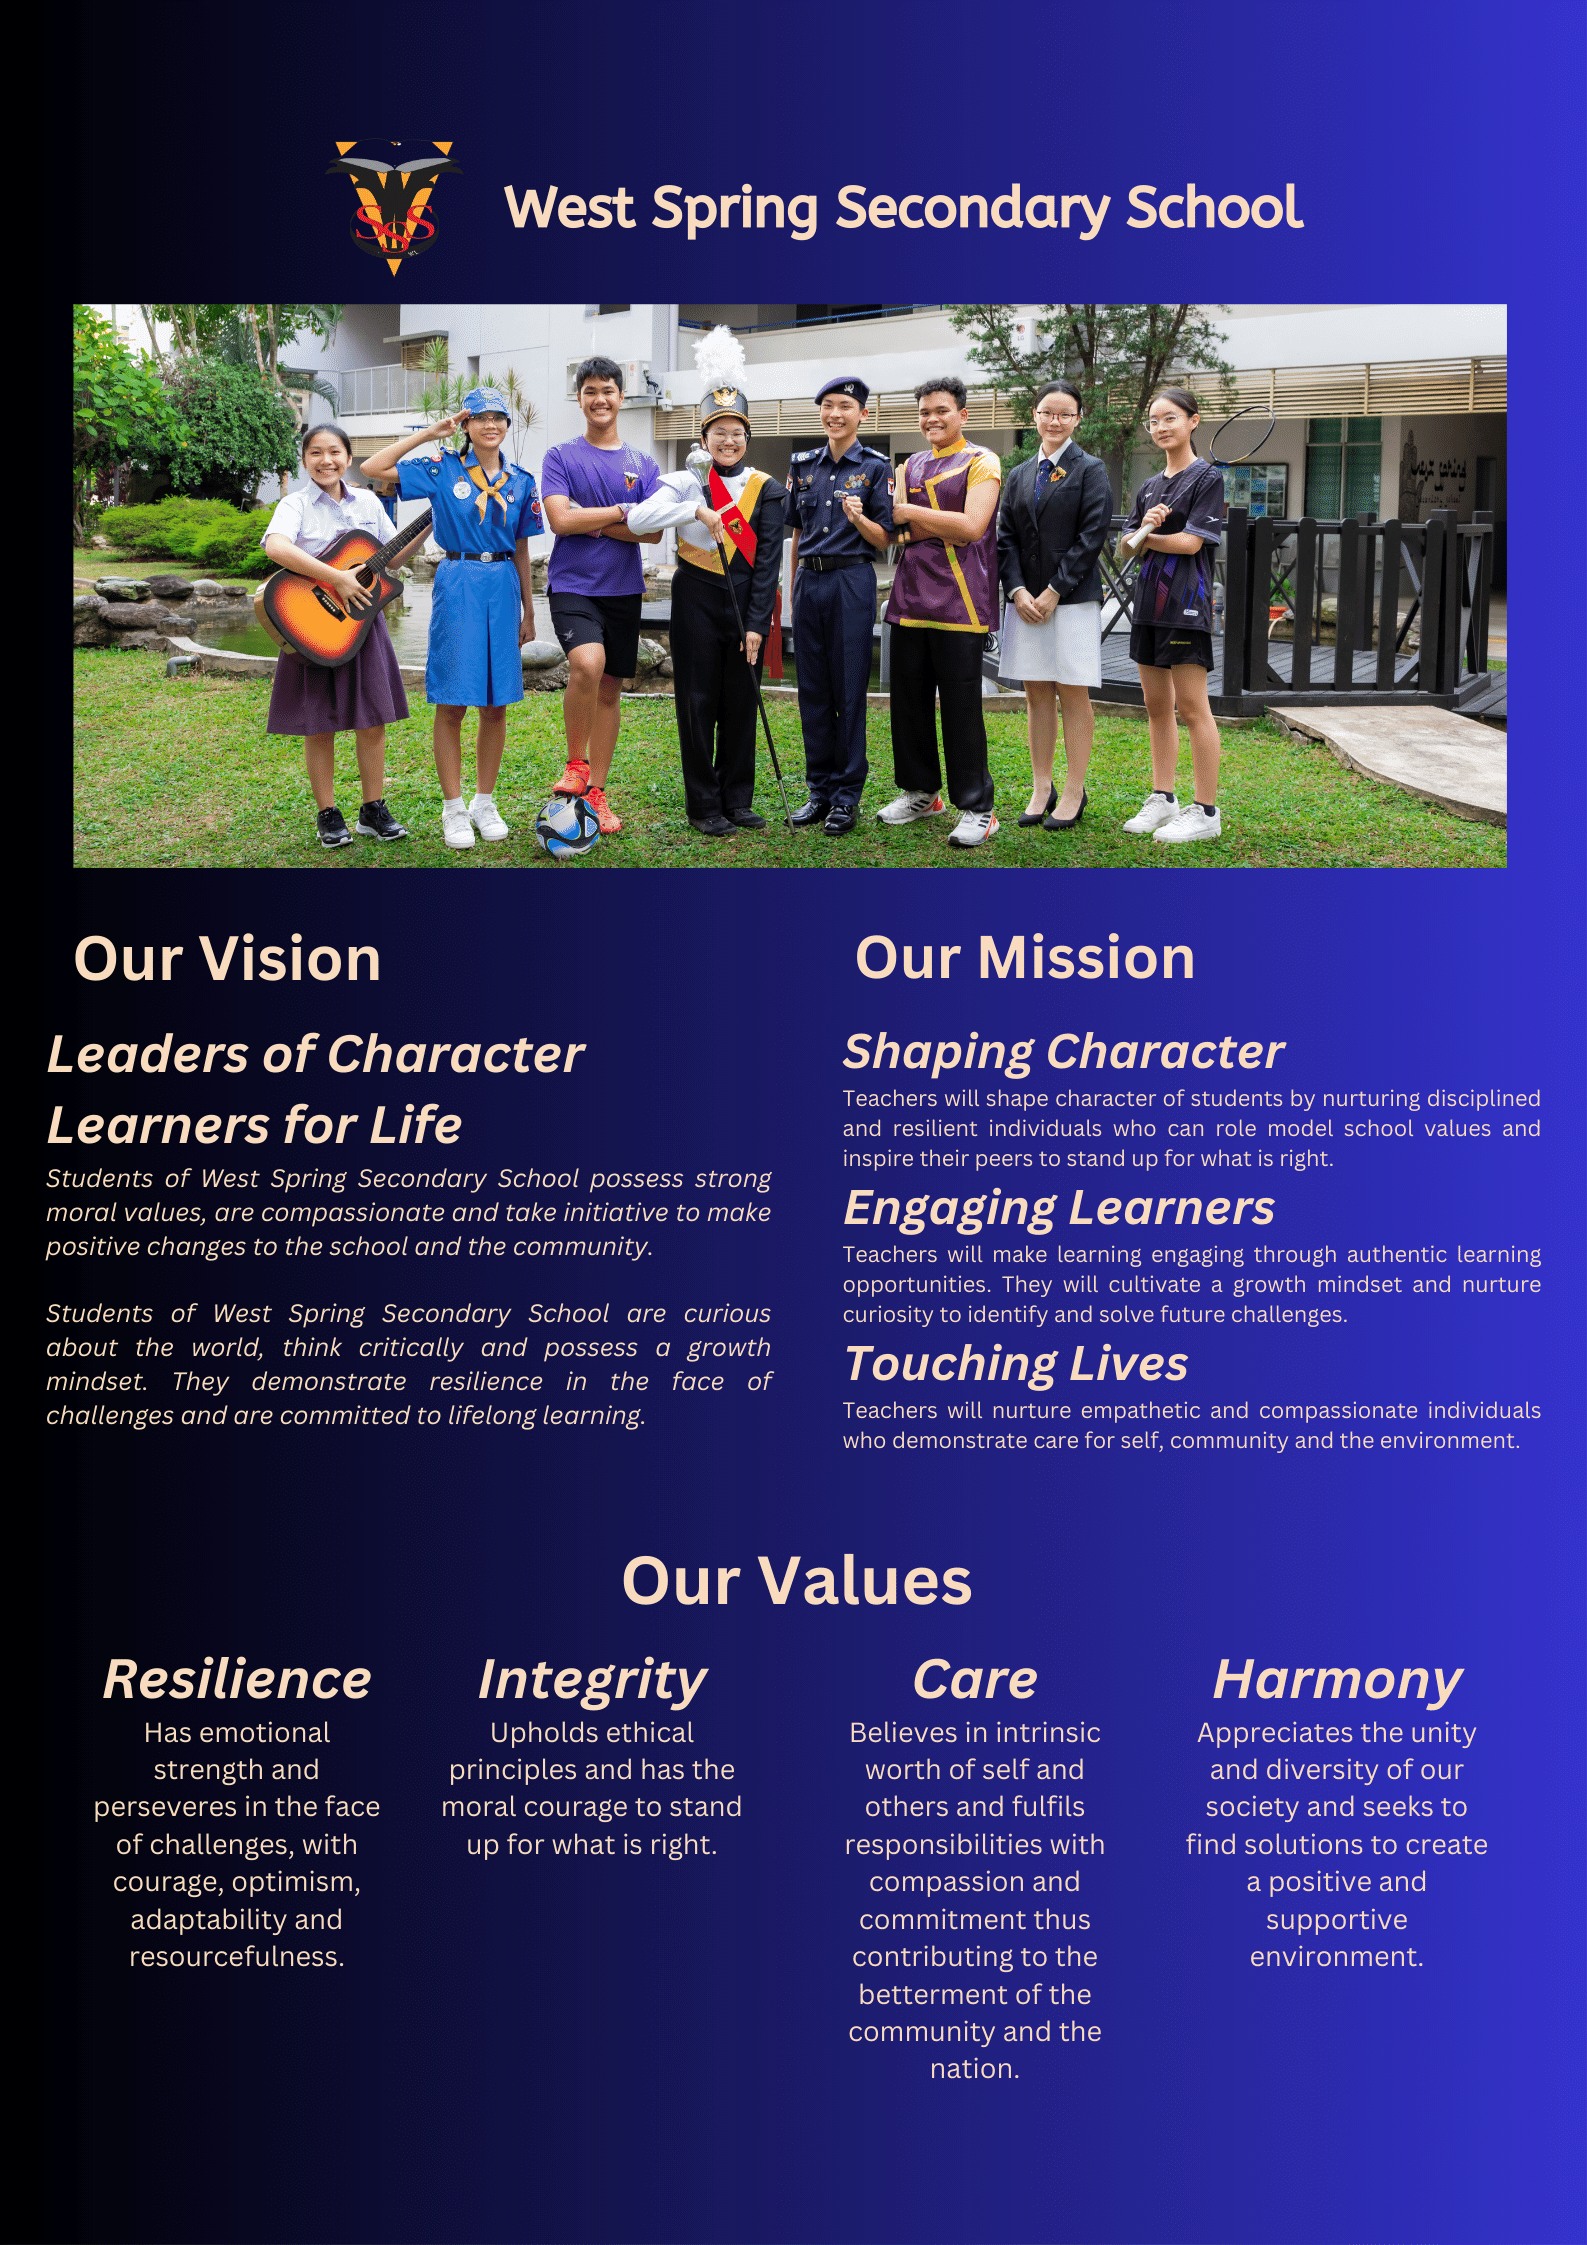 SSS
West Spring Secondary School
Our Vision
Leaders of Character
Learners for Life
Students of West Spring Secondary School possess strong
moral values, are compassionate and take initiative to make
positive changes to the school and the community.
Students of West Spring Secondary School are curious
about the world, think critically and possess a growth
mindset. They demonstrate resilience in the face of
challenges and are committed to lifelong learning.
Our Mission
Shaping Character
Teachers will shape character of students by nurturing disciplined
and resilient individuals who can role model school values and
inspire their peers to stand up for what is right.
Engaging Learners
Teachers will make learning engaging through authentic learning
opportunities. They will cultivate a growth mindset and nurture
curiosity to identify and solve future challenges.
Touching Lives
Teachers will nurture empathetic and compassionate individuals
who demonstrate care for self, community and the environment.
Our Values
Resilience
Has emotional
strength and
perseveres in the face
of challenges, with
courage, optimism,
adaptability and
resourcefulness.
Integrity
Upholds ethical
principles and has the
moral courage to stand
up for what is right.
Care
Believes in intrinsic
worth of self and
others and fulfils
responsibilities with
compassion and
commitment thus
contributing to the
betterment of the
community and the
nation.
Harmony
Appreciates the unity
and diversity of our
society and seeks to
find solutions to create
a positive and
supportive
environment.